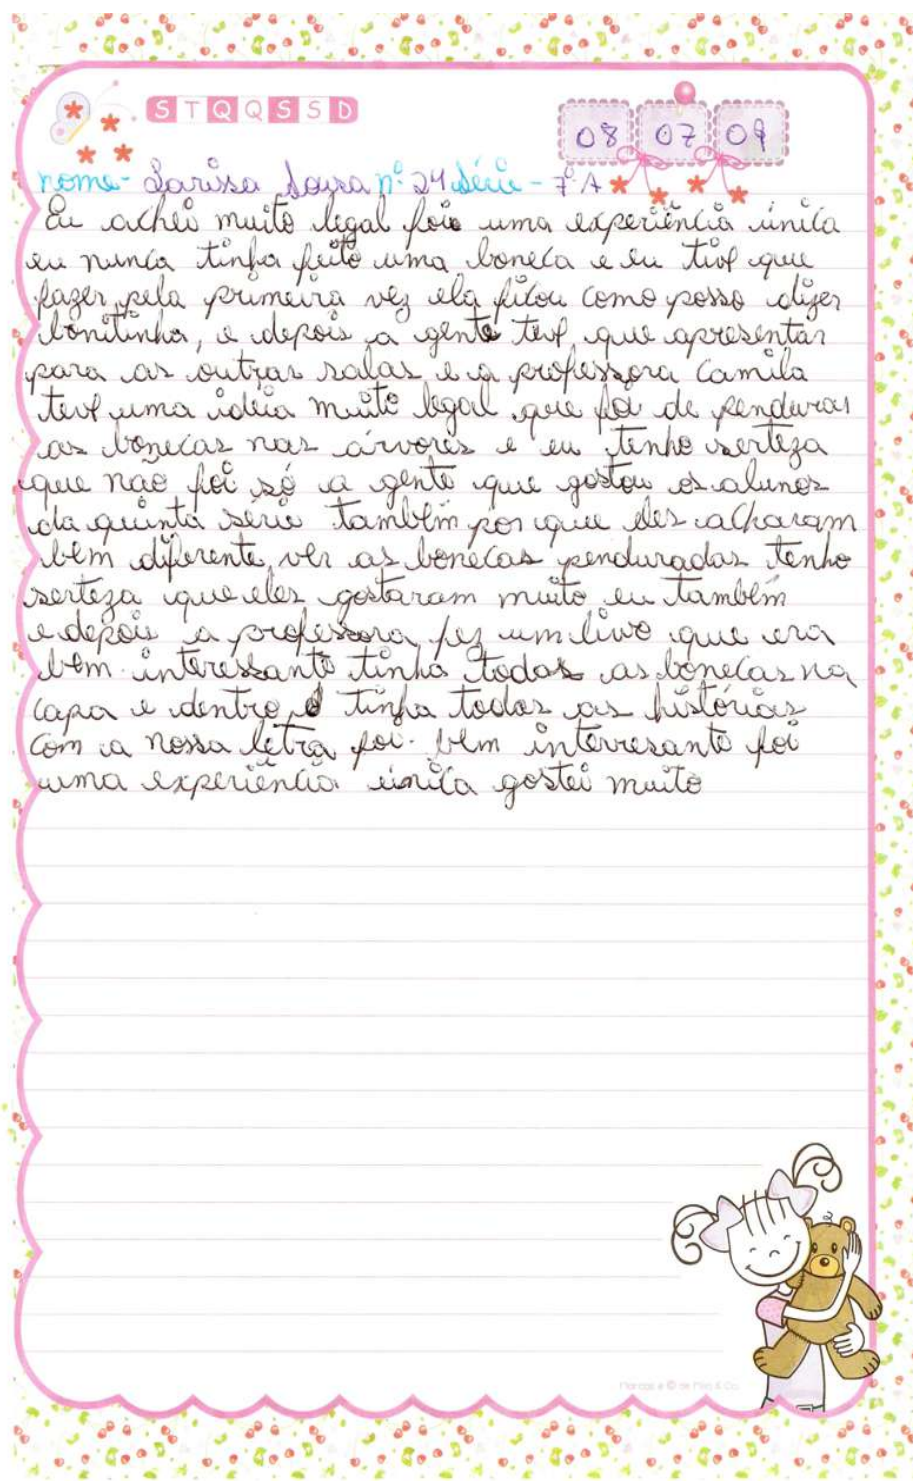 S T Q Q S S D
08 07 09
nome- Larissa Sousa nº 24 Série - 7ª A
Eu achei muito legal foi uma experiência única
eu nunca tinha feito uma boneca e eu tive que
fazer pela primeira vez ela ficou como posso dizer
bonitinha, e depois a gente teve que apresentar
para as outras salas e a professora Camila
teve uma idéia muito legal que foi de pendurar
as bonecas nas árvores e eu tenho serteza
que não foi só a gente que gostou os alunos
da quinta série também por que eles acharam
bem diferente ver as bonecas penduradas tenho
serteza que eles gostaram muito eu também
e depois a professora fez um livo que era
bem interessante tinha todas as bonecas na
capa e dentro tinha todas as histórias
com a nossa letra foi bem interresante foi
uma experiência única gostei muito